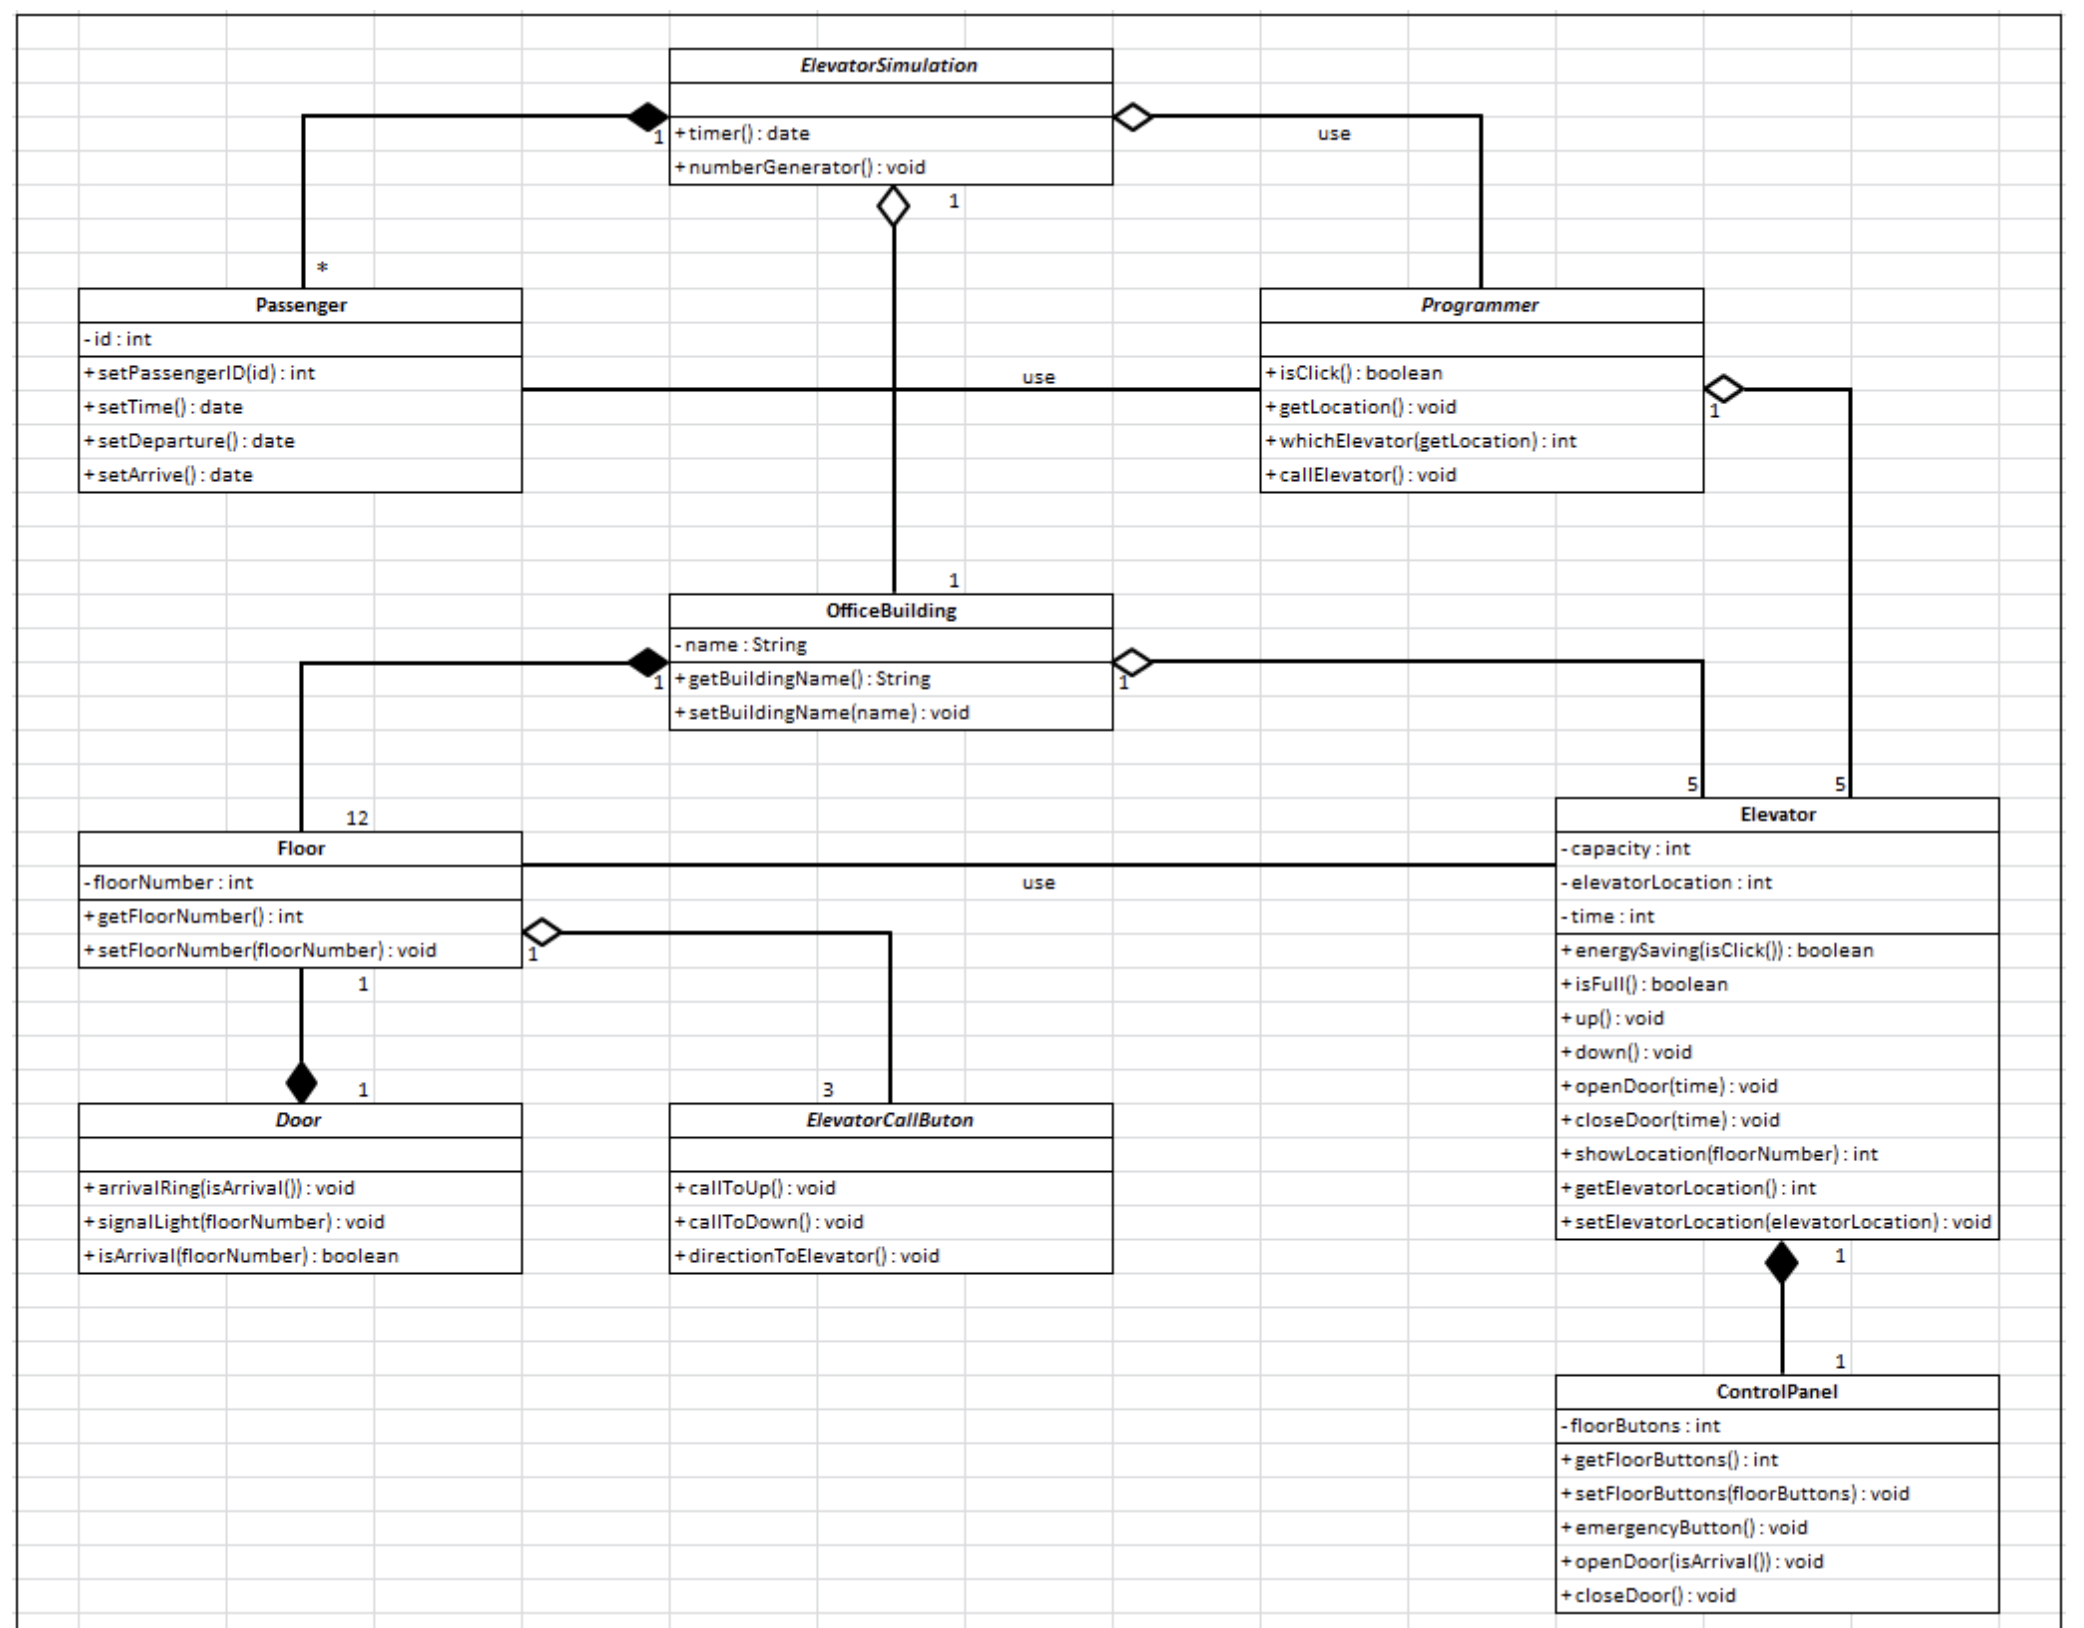 ElevatorSimulation
+ timer() : date
+ numberGenerator() : void
1
use
1
*
Passenger
- id : int
+ setPassengerID(id) : int
+ setTime() : date
+ setDeparture() : date
+ setArrive() : date
use
Programmer
+ isClick() : boolean
+ getLocation() : void
+ whichElevator(getLocation) : int
+ callElevator() : void
1
1
OfficeBuilding
- name : String
+ getBuildingName() : String
+ setBuildingName(name) : void
1
1
5
5
12
Floor
- floorNumber : int
+ getFloorNumber() : int
+ setFloorNumber(floorNumber) : void
use
1
1
1
3
Door
+ arrivalRing(isArrival()) : void
+ signalLight(floorNumber) : void
+ isArrival(floorNumber) : boolean
ElevatorCallButon
+ callToUp() : void
+ callToDown() : void
+ directionToElevator() : void
Elevator
- capacity : int
- elevatorLocation : int
- time : int
+ energySaving(isClick()) : boolean
+ isFull() : boolean
+ up() : void
+ down() : void
+ openDoor(time) : void
+ closeDoor(time) : void
+ showLocation(floorNumber) : int
+ getElevatorLocation() : int
+ setElevatorLocation(elevatorLocation) : void
1
1
ControlPanel
- floorButons : int
+ getFloorButtons() : int
+ setFloorButtons(floorButtons) : void
+ emergencyButton() : void
+ openDoor(isArrival()) : void
+ closeDoor() : void